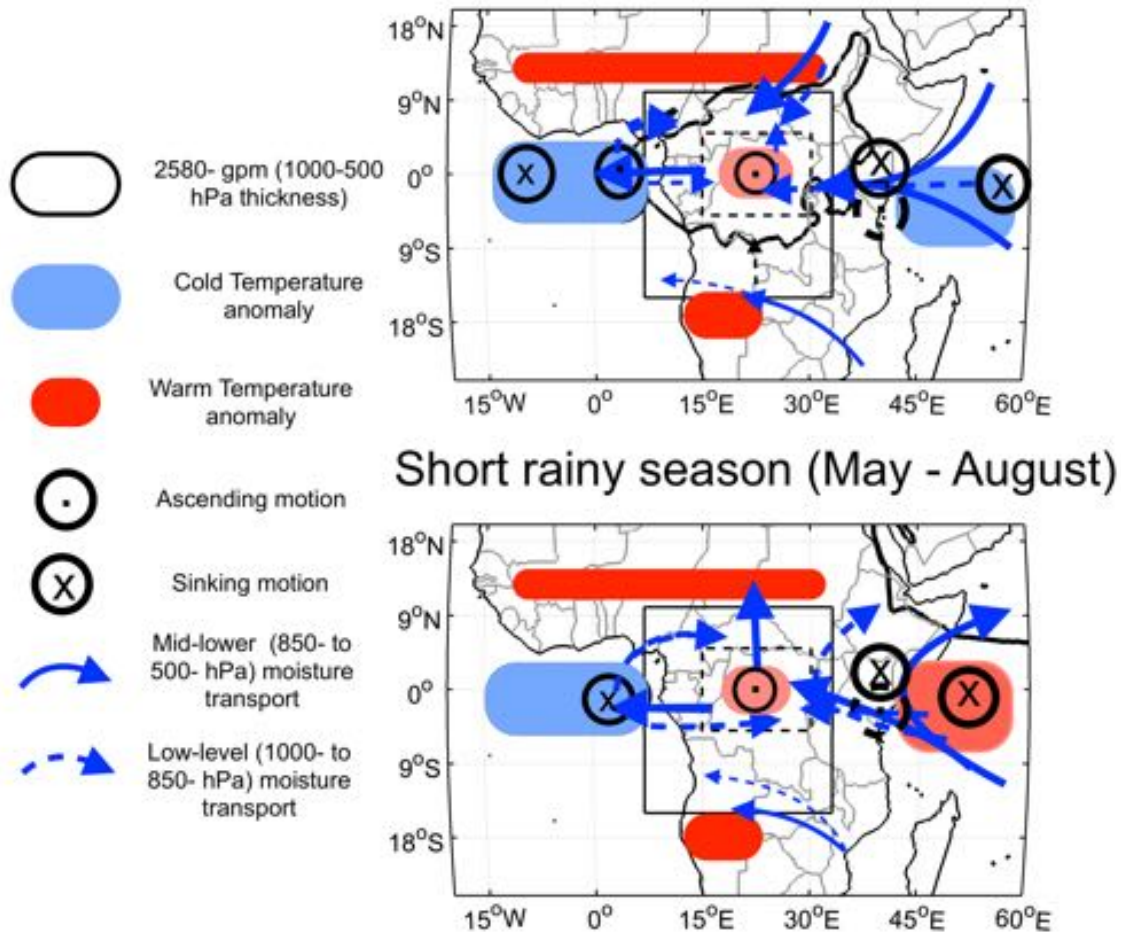 2580- gpm (1000-500
hPa thickness)
Cold Temperature
anomaly
Warm Temperature
anomaly
Ascending motion
Sinking motion
Mid-lower (850- to
500- hPa) moisture
transport
Low-level (1000- to
850- hPa) moisture
transport
18°N
9°N
0°
9°S
18°S
15°W 0° 15°E 30°E 45°E 60°E
Short rainy season (May - August)
18°N
9°N
0°
9°S
18°S
15°W 0° 15°E 30°E 45°E 60°E
X
X
X
X
X
X
X
X